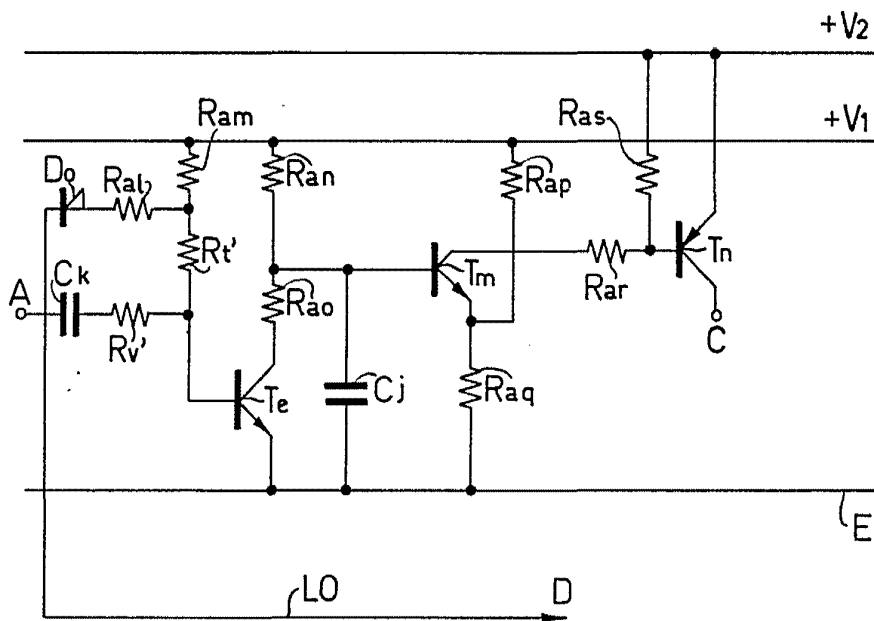 +V2
+V1
Ram
Ras
Do
Ral
Ran
Rap
Rt'
Ck
A
Rv'
Tm
Rar
Tn
C
Rao
Te
Cj
Raq
E
LO
D